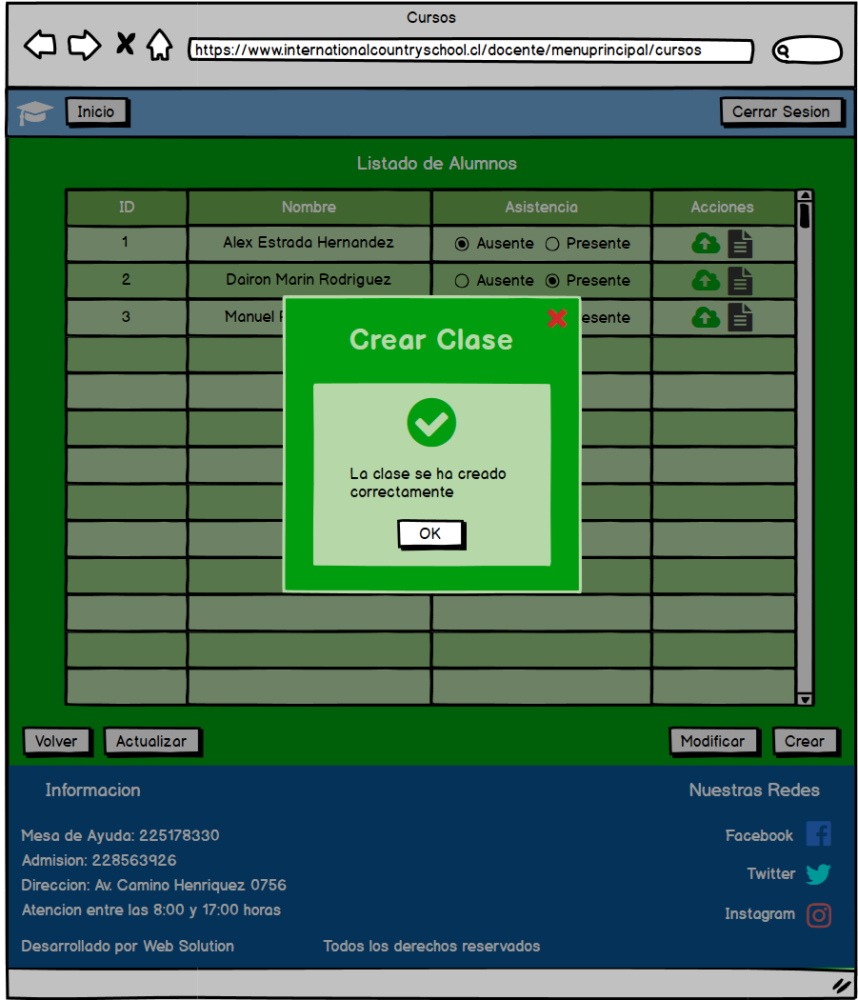 Cursos
https://www.internationalcountryschool.cl/docente/menuprincipal/cursos
Inicio
Cerrar Sesion
Listado de Alumnos
ID Nombre Asistencia Acciones
1 Alex Estrada Hernandez Ausente Presente
2 Dairon Marin Rodriguez Ausente Presente
3 Manuel
Crear Clase
La clase se ha creado
correctamente
OK
Volver Actualizar Modificar Crear
Informacion
Nuestras Redes
Mesa de Ayuda: 225178330
Admision: 228563926
Direccion: Av. Camino Henriquez 0756
Atencion entre las 8:00 y 17:00 horas
Facebook
Twitter
Instagram
Desarrollado por Web Solution
Todos los derechos reservados